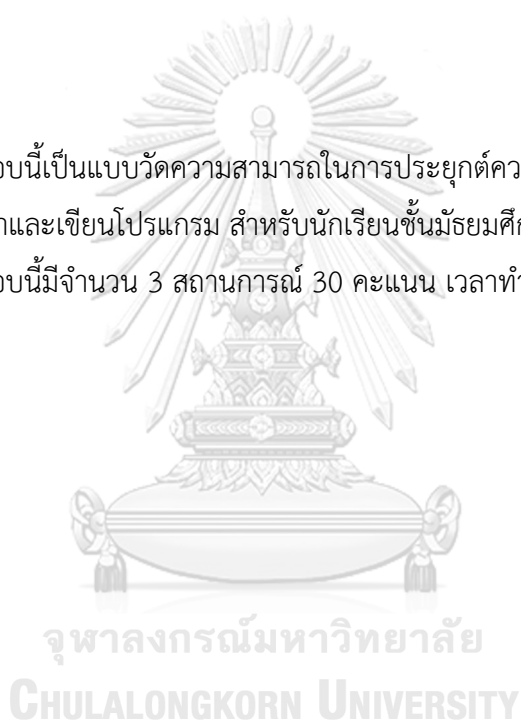 บนี้เป็นแบบวัดความสามารถในการประยุกต์คว
และเขียนโปรแกรม สำหรับนักเรียนชั้นมัธยมศึก
อบนี้มีจำนวน 3 สถานการณ์ 30 คะแนน เวลาทำ
จุฬาลงกรณ์มหาวิทยาลัย
CHULALONGKORN UNIVERSITY